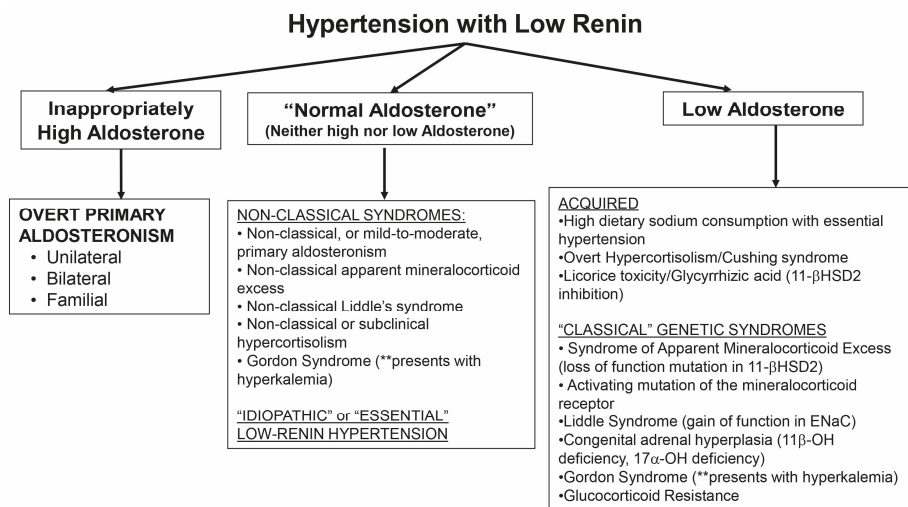 Hypertension with Low Renin
Inappropriately
High Aldosterone
"Normal Aldosterone"
(Neither high nor low Aldosterone)
Low Aldosterone
OVERT PRIMARY
ALDOSTERONISM
• Unilateral
• Bilateral
• Familial
NON-CLASSICAL SYNDROMES:
• Non-classical, or mild-to-moderate,
primary aldosteronism
• Non-classical apparent mineralocorticoid
excess
• Non-classical Liddle's syndrome
• Non-classical or subclinical
hypercortisolism
• Gordon Syndrome (**presents with
hyperkalemia)
"IDIOPATHIC" or "ESSENTIAL"
LOW-RENIN HYPERTENSION
ACQUIRED
•High dietary sodium consumption with essential
hypertension
•Overt Hypercortisolism/Cushing syndrome
•Licorice toxicity/Glycyrrhizic acid (11-βHSD2
inhibition)
"CLASSICAL" GENETIC SYNDROMES
• Syndrome of Apparent Mineralocorticoid Excess
(loss of function mutation in 11-βHSD2)
• Activating mutation of the mineralocorticoid
receptor
•Liddle Syndrome (gain of function in ENaC)
•Congenital adrenal hyperplasia (11β-OH
deficiency, 17α-OH deficiency)
•Gordon Syndrome (**presents with hyperkalemia)
•Glucocorticoid Resistance